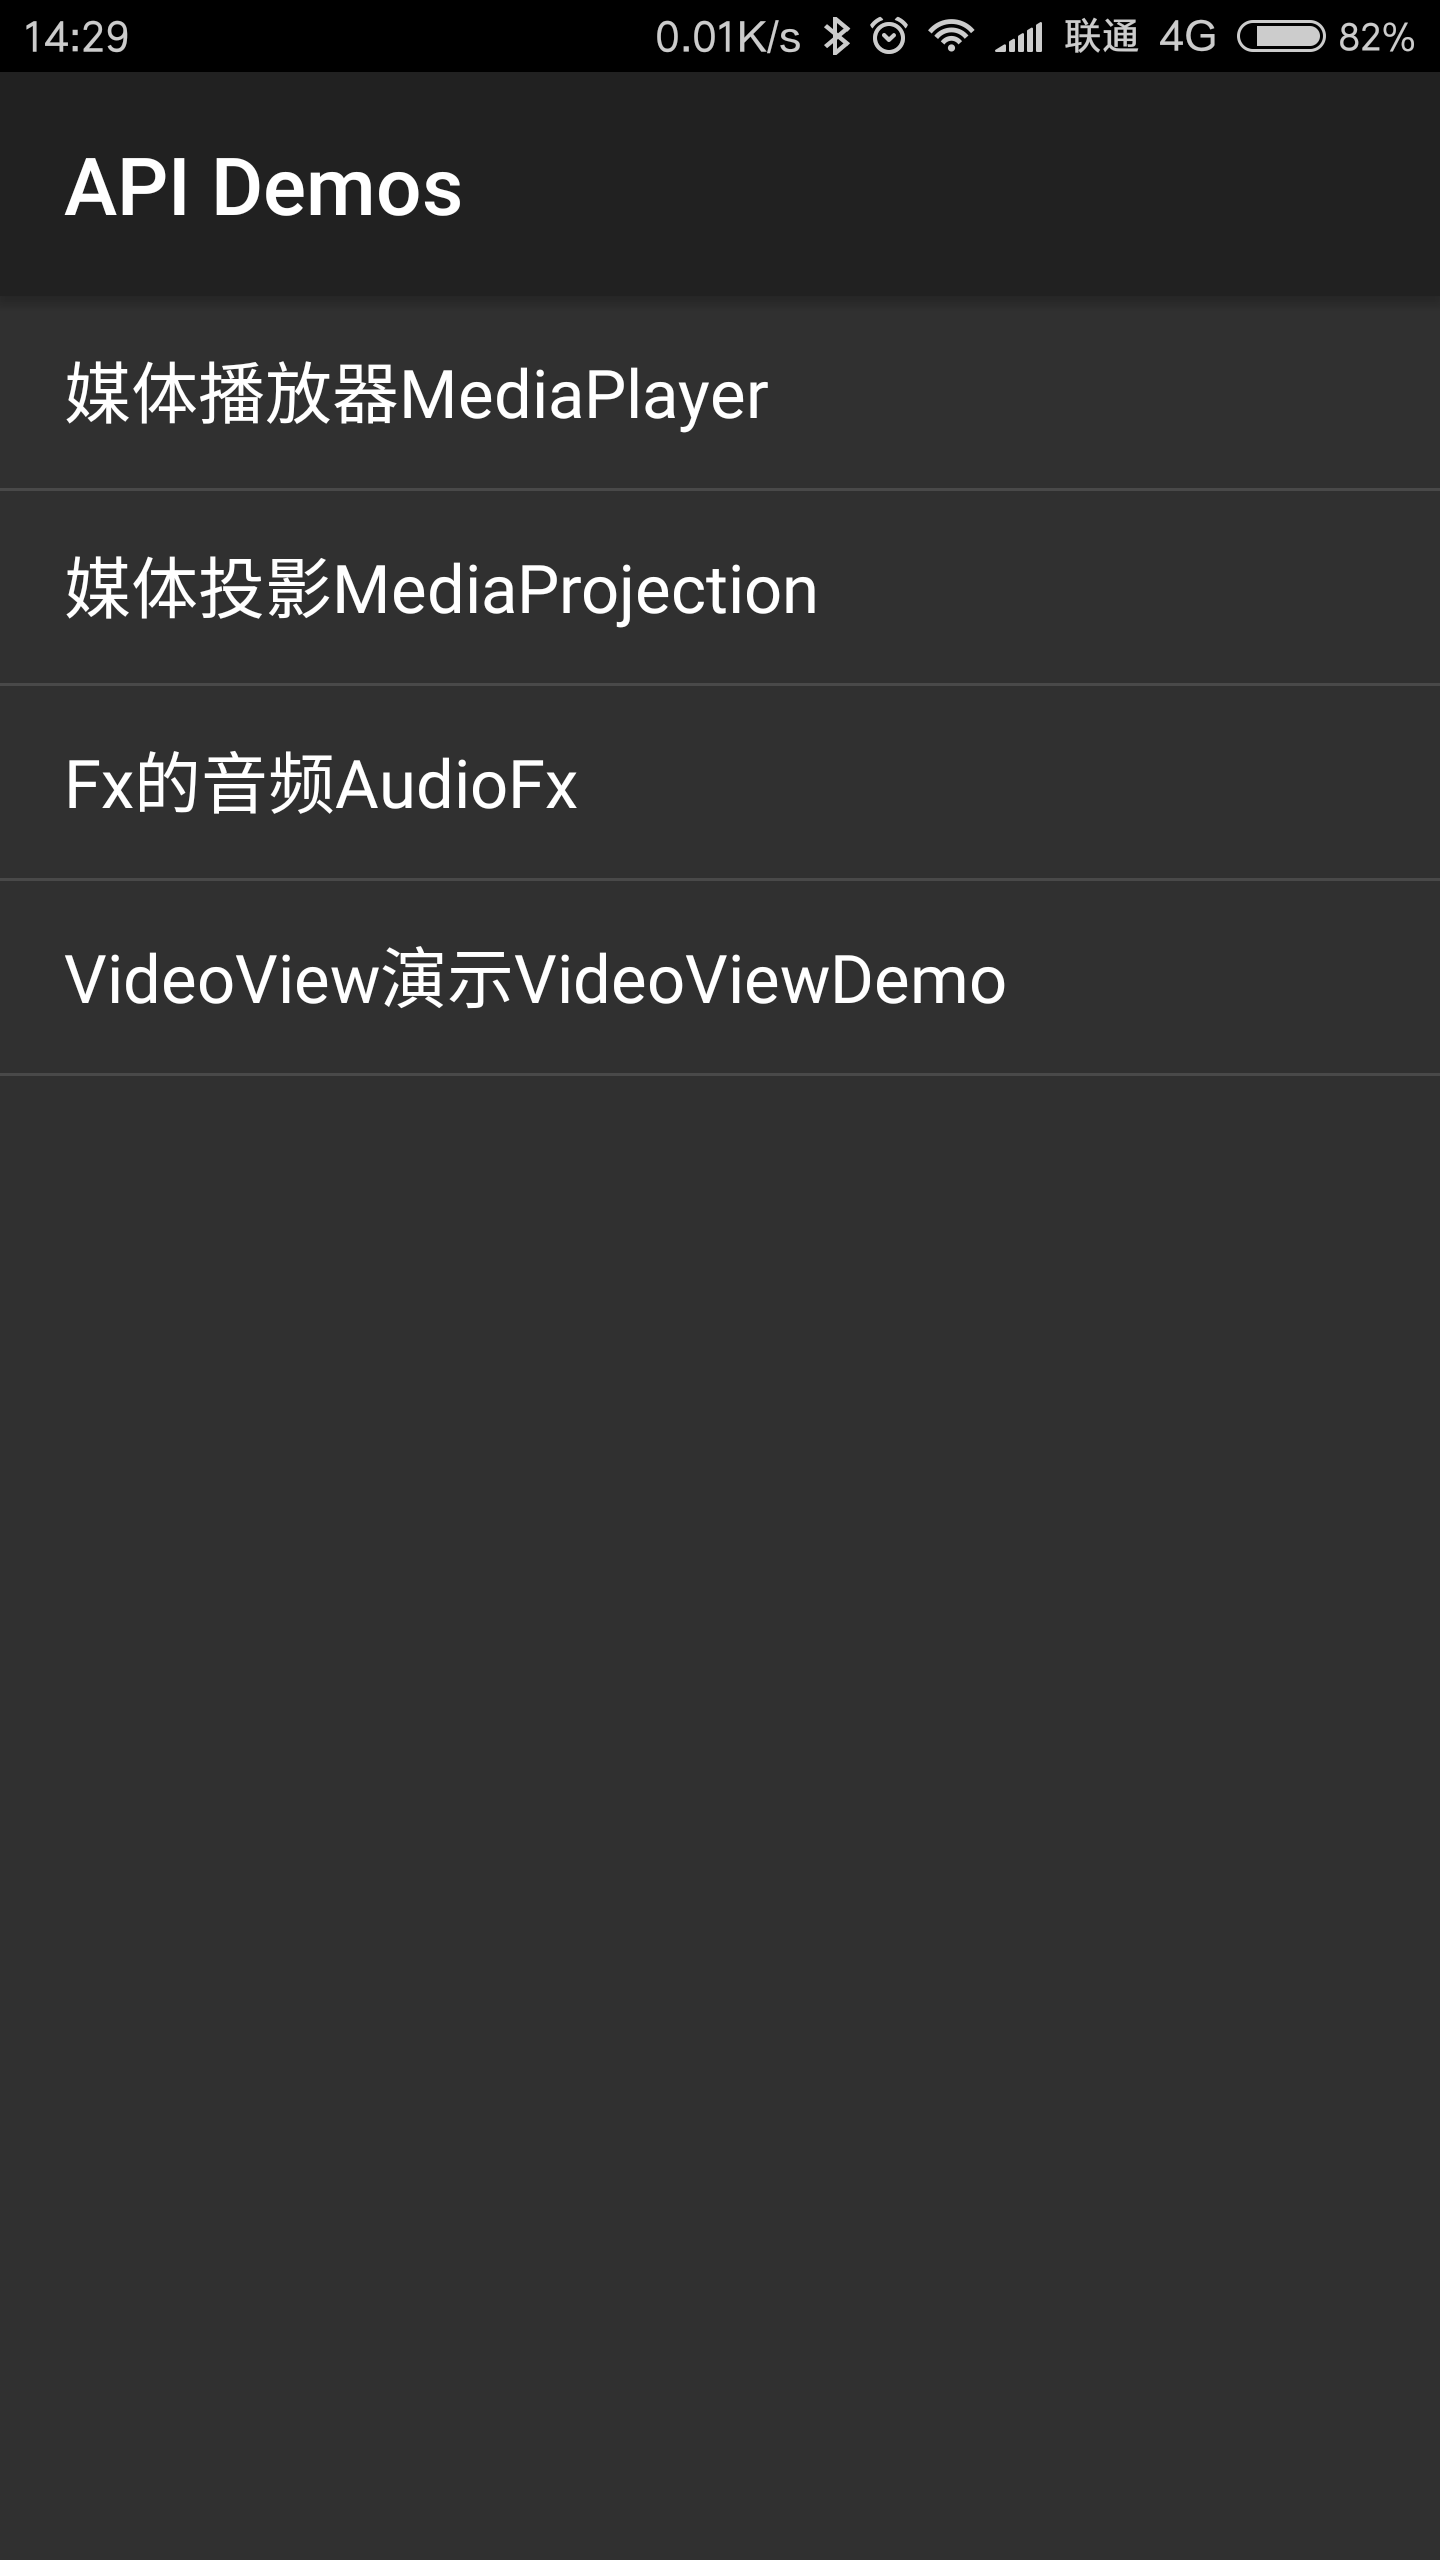 14:29 0.01K/s 联通 4G 82%
API Demos
媒体播放器MediaPlayer
媒体投影MediaProjection
Fx的音频AudioFx
VideoView演示VideoViewDemo